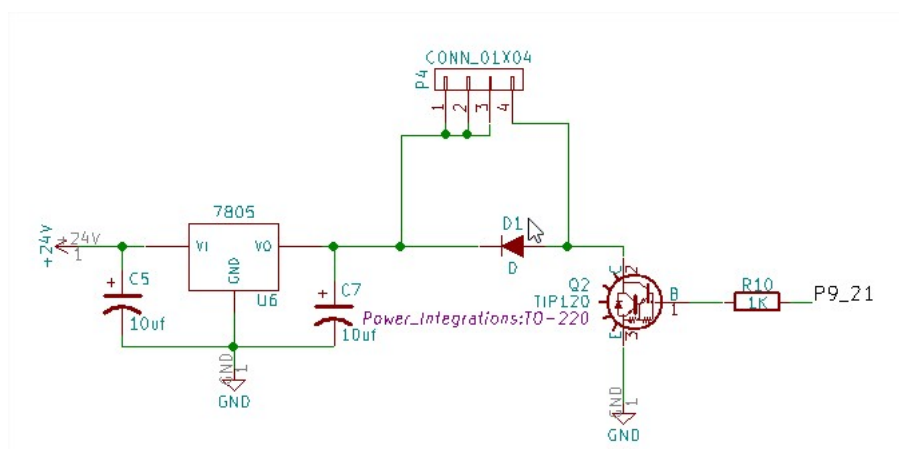 CONN_01X04
P4
1
2
3
4
7805
VI
VO
GND
U6
+24V
+24V
1
C5
+
10uf
C7
+
10uf
GND
1
GND
D1
D
Q2
TIP120
Power_Integrations:TO-220
C
2
B
1
E
3
R10
1K
P9_21
GND
1
GND